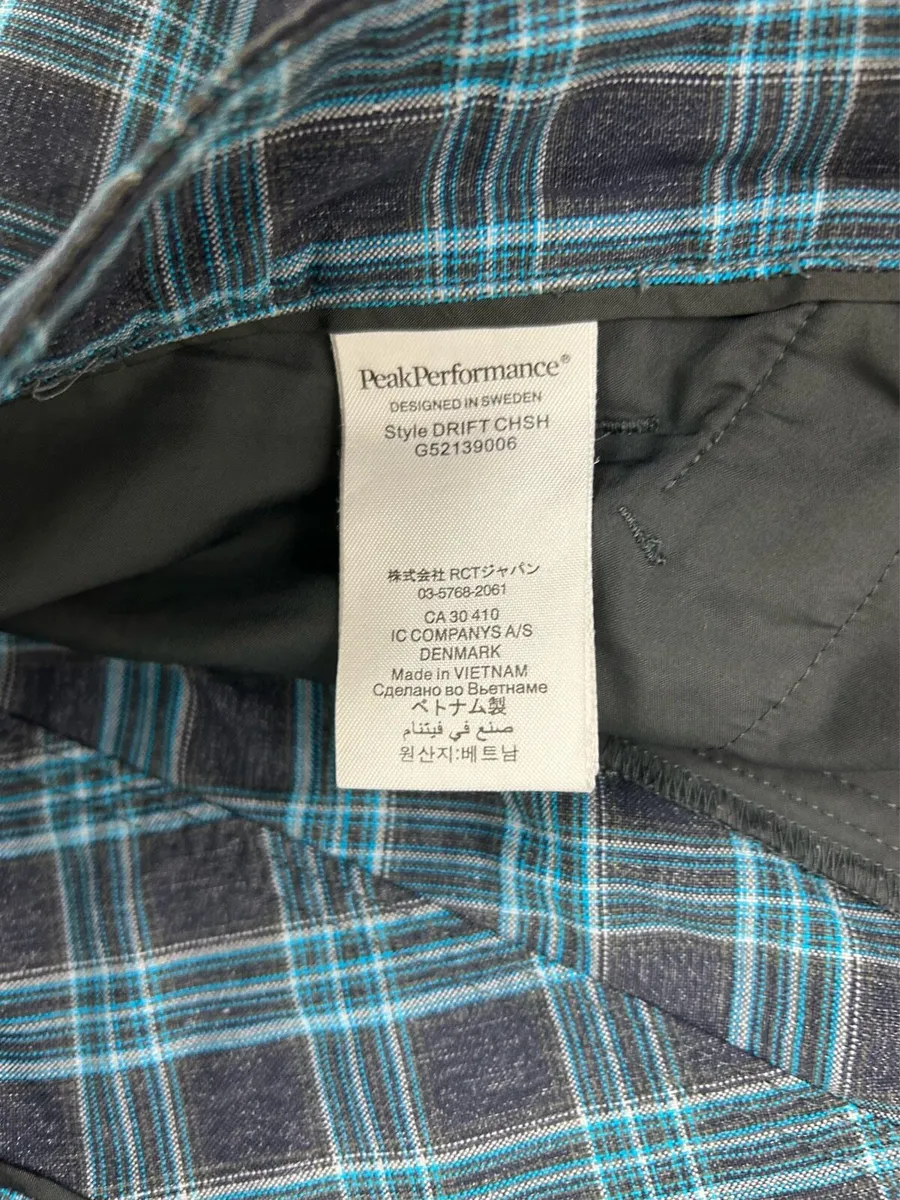 PeakPerformance®
DESIGNED IN SWEDEN
Style DRIFT CHSH
G52139006
株式会社 RCTジャパン
03-5768-2061
CA 30 410
IC COMPANYS A/S
DENMARK
Made in VIETNAM
Сделано во Вьетнаме
ベトナム製
صنع في فيتنام
원산지:베트남